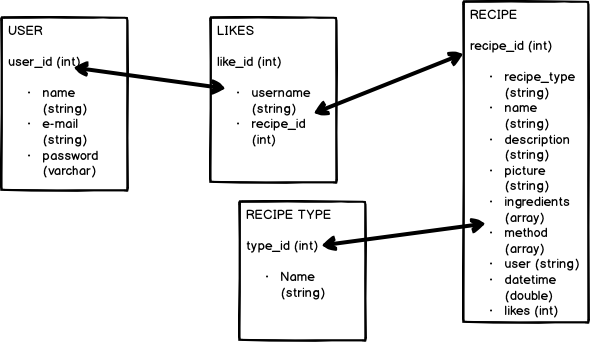 USER
user_id (int)
· name
(string)
· e-mail
(string)
· password
(varchar)
LIKES
like_id (int)
· username
(string)
· recipe_id
(int)
RECIPE
recipe_id (int)
· recipe_type
(string)
· name
(string)
· description
(string)
· picture
(string)
· ingredients
(array)
· method
(array)
· user (string)
· datetime
(double)
· likes (int)
RECIPE TYPE
type_id (int)
· Name
(string)